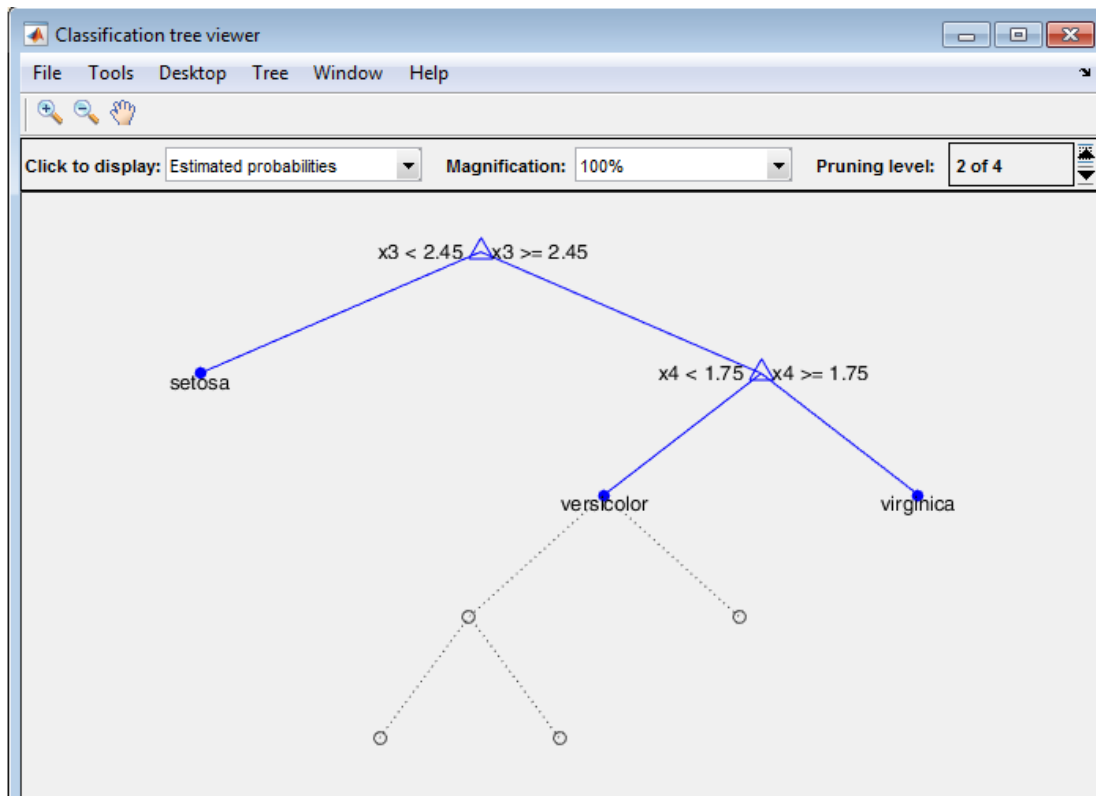 Classification tree viewer
File Tools Desktop Tree Window Help
Click to display: Estimated probabilities Magnification: 100% Pruning level: 2 of 4
x3 < 2.45 x3 >= 2.45
setosa
x4 < 1.75 x4 >= 1.75
versicolor
virginica